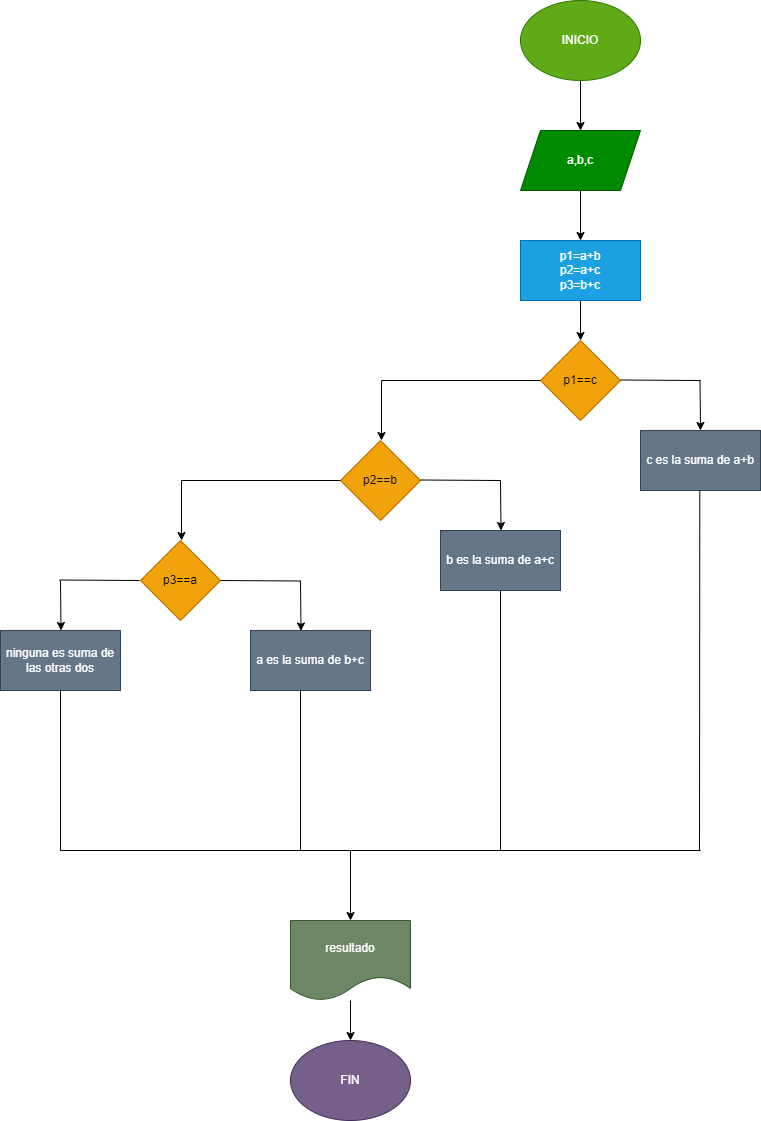 INICIO
a,b,c
p1=a+b
p2=a+c
p3=b+c
p1==c
c es la suma de a+b
p2==b
b es la suma de a+c
p3==a
ninguna es suma de
las otras dos
a es la suma de b+c
resultado
FIN